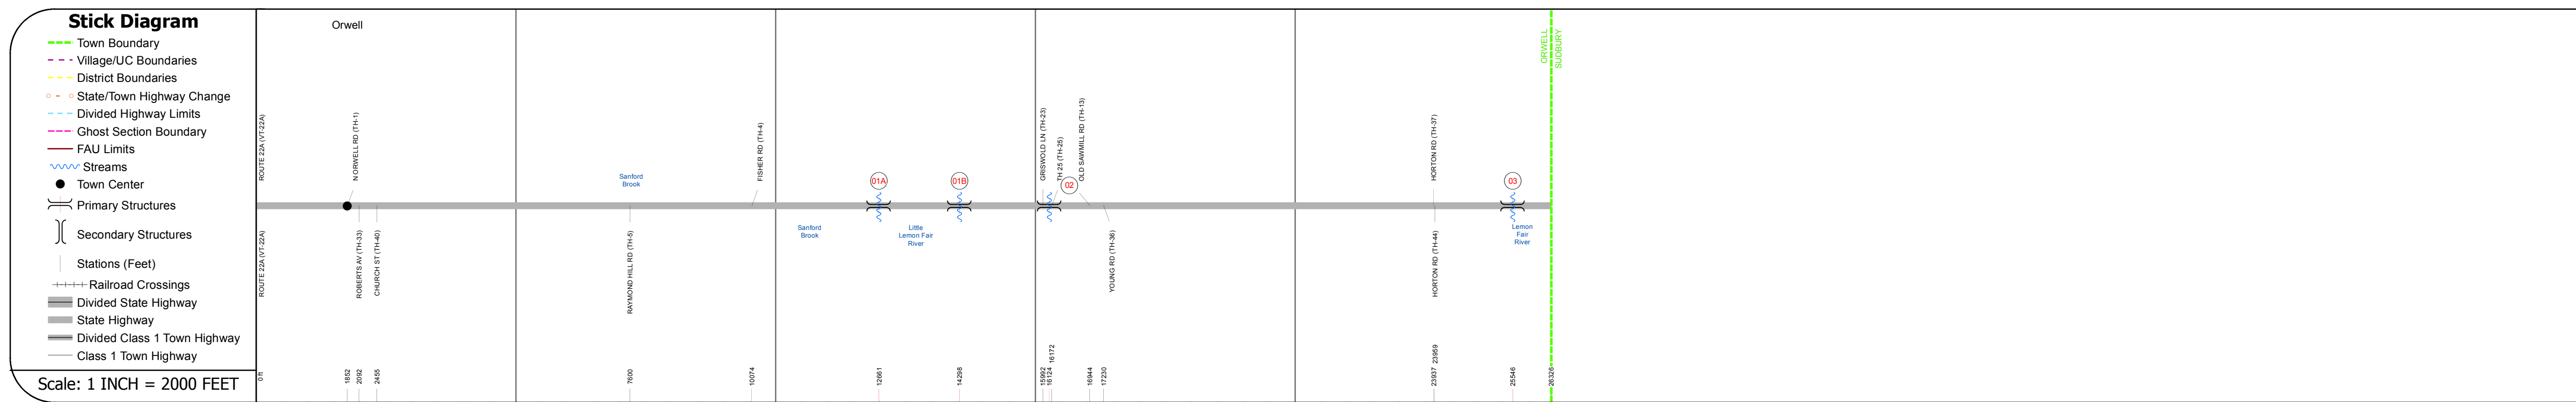 Stick Diagram
Town Boundary
Village/UC Boundaries
District Boundaries
State/Town Highway Change
Divided Highway Limits
Ghost Section Boundary
FAU Limits
Streams
Town Center
Primary Structures
Secondary Structures
Stations (Feet)
Railroad Crossings
Divided State Highway
State Highway
Divided Class 1 Town Highway
Class 1 Town Highway
Scale: 1 INCH = 2000 FEET
Orwell
ORWELL
SUDBURY
ROUTE 22A (VT-22A)
N ORWELL RD (TH-1)
Sanford
Brook
FISHER RD (TH-4)
01A
01B
GRISWOLD LN (TH-23)
TH 25 (TH-25)
02
OLD SAWMILL RD (TH-13)
HORTON RD (TH-37)
03
ROUTE 22A (VT-22A)
ROBERTS AV (TH-33)
CHURCH ST (TH-40)
RAYMOND HILL RD (TH-5)
Sanford
Brook
Little
Lemon Fair
River
YOUNG RD (TH-36)
HORTON RD (TH-44)
Lemon
Fair
River
0 ft
1852
2092
2455
7600
10074
12661
14298
15992
16124
16172
16944
17230
23937
23959
25546
26326